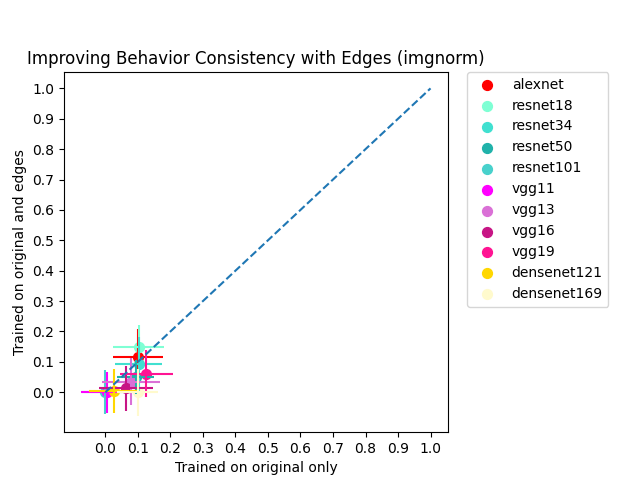 Improving Behavior Consistency with Edges (imgnorm)
1.0
0.9
0.8
0.7
0.6
0.5
0.4
0.3
0.2
0.1
0.0
Trained on original and edges
0.0 0.1 0.2 0.3 0.4 0.5 0.6 0.7 0.8 0.9 1.0
Trained on original only
alexnet
resnet18
resnet34
resnet50
resnet101
vgg11
vgg13
vgg16
vgg19
densenet121
densenet169